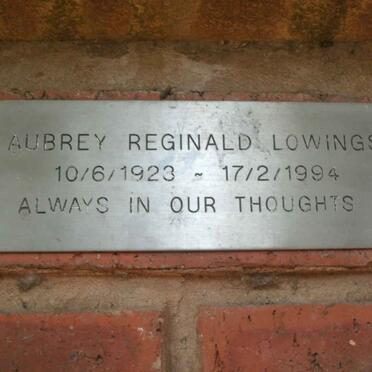 AUBREY REGINALD LOWINGS
10/6/1923 ~ 17/2/1994
ALWAYS IN OUR THOUGHTS